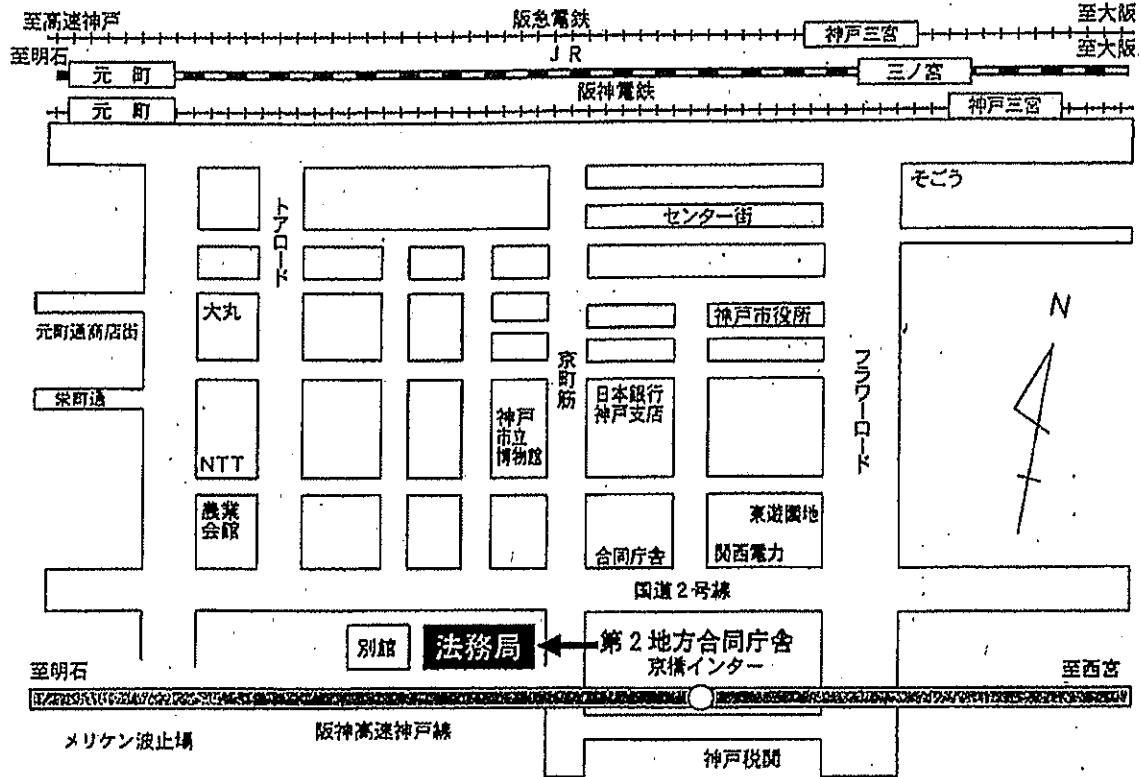 至高速神戸
阪急電鉄
至大阪
神戸三宮
至明石
JR
至大阪
元町
三ノ宮
阪神電鉄
元町
神戸三宮
そごう
トアロード
センター街
大丸
神戸市役所
元町通商店街
N
京町筋
フラワーロード
栄町通
日本銀行
神戸支店
神戸
市立
博物館
NTT
農業
会館
東遊園地
合同庁舎
関西電力
国道2号線
別館
法務局
第2地方合同庁舎
京橋インター
至明石
至西宮
メリケン波止場
阪神高速神戸線
神戸税関